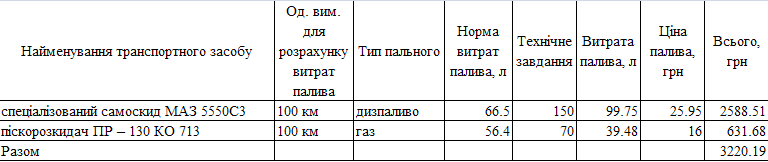 Найменування транспортного засобу | Од. вим. для розрахунку витрат палива | Тип пального | Норма витрат палива, л | Технічне завдання | Витрата палива, л | Ціна палива, грн | Всього, грн
спеціалізований самоскид МАЗ 5550С3 | 100 км | дизпаливо | 66.5 | 150 | 99.75 | 25.95 | 2588.51
піскорозкидач ПР – 130 КО 713 | 100 км | газ | 56.4 | 70 | 39.48 | 16 | 631.68
Разом | 3220.19